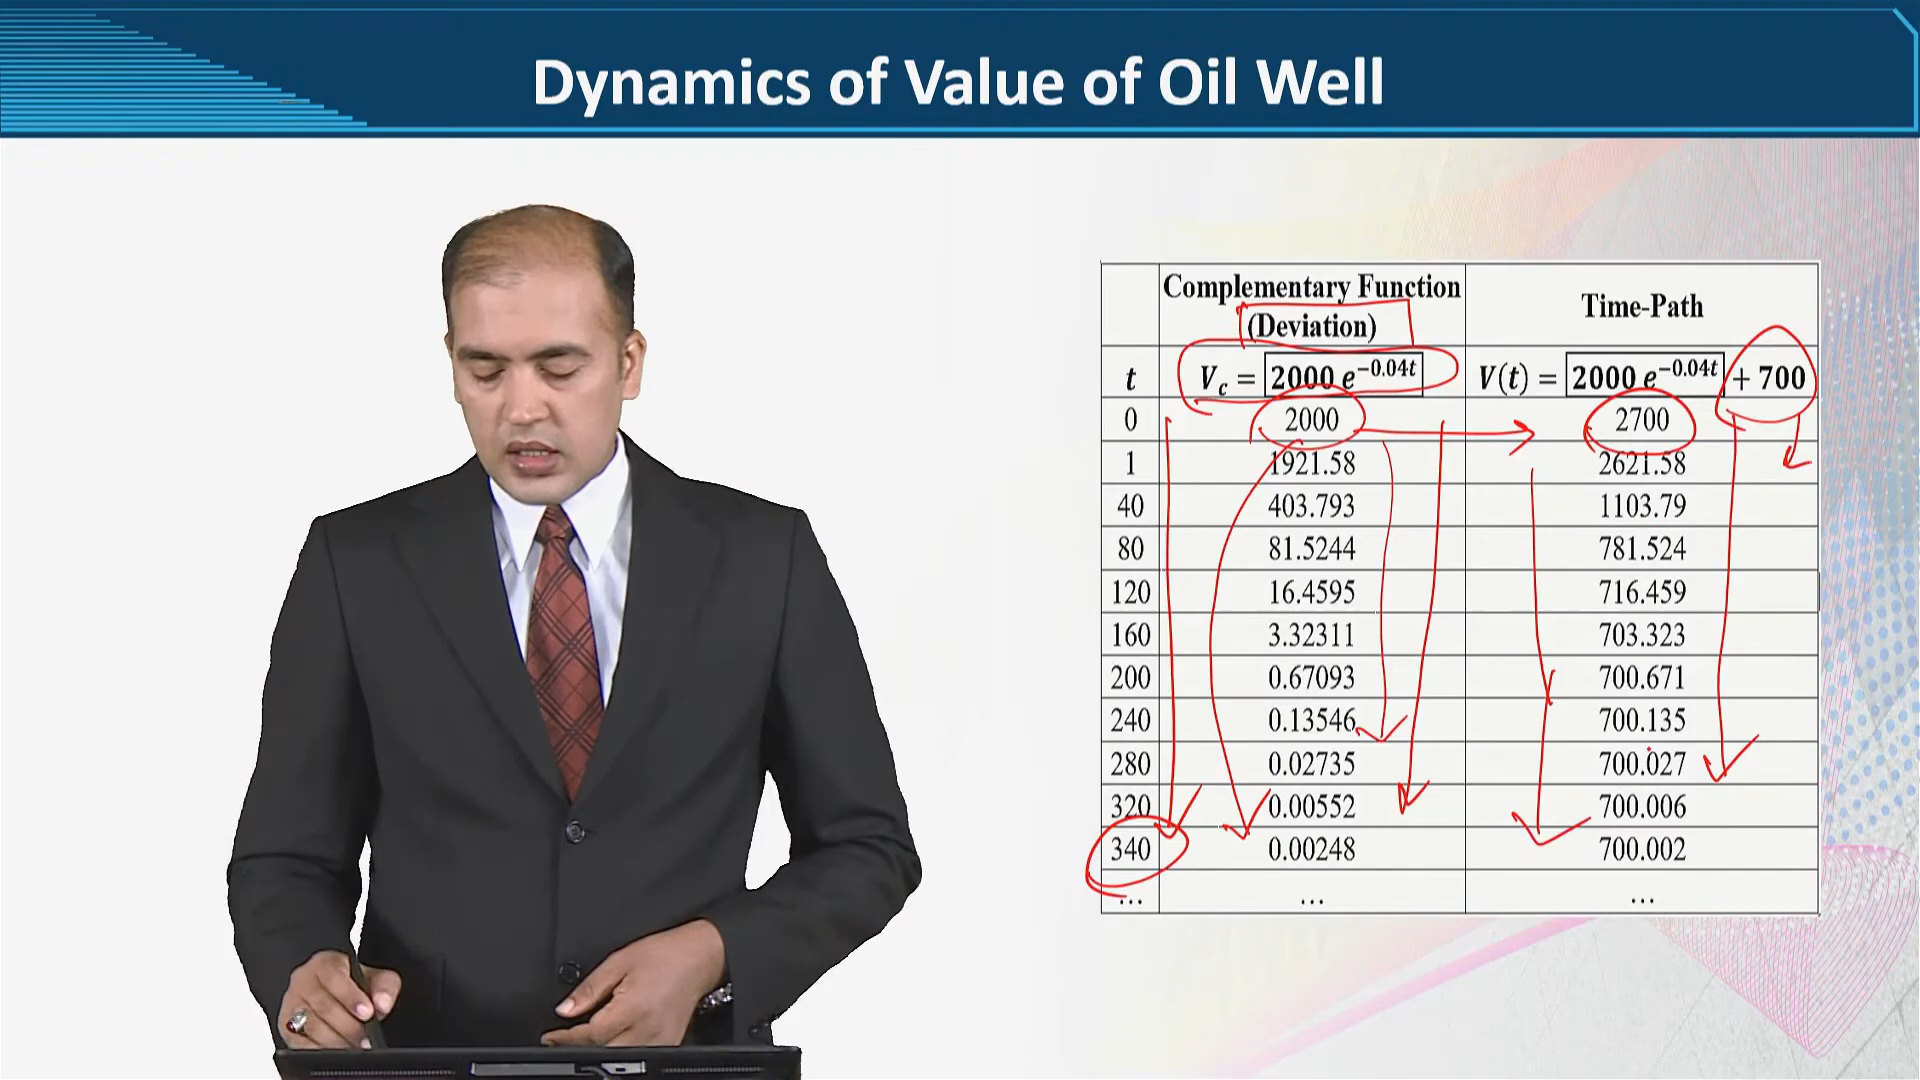 Dynamics of Value of Oil Well
Complementary Function
(Deviation)
Time-Path
t
V_c = 2000 e^{-0.04t}
V(t) = 2000 e^{-0.04t} + 700
0 2000 2700
1 1921.58 2621.58
40 403.793 1103.79
80 81.5244 781.524
120 16.4595 716.459
160 3.32311 703.323
200 0.67093 700.671
240 0.13546 700.135
280 0.02735 700.027
320 0.00552 700.006
340 0.00248 700.002
... ... ...